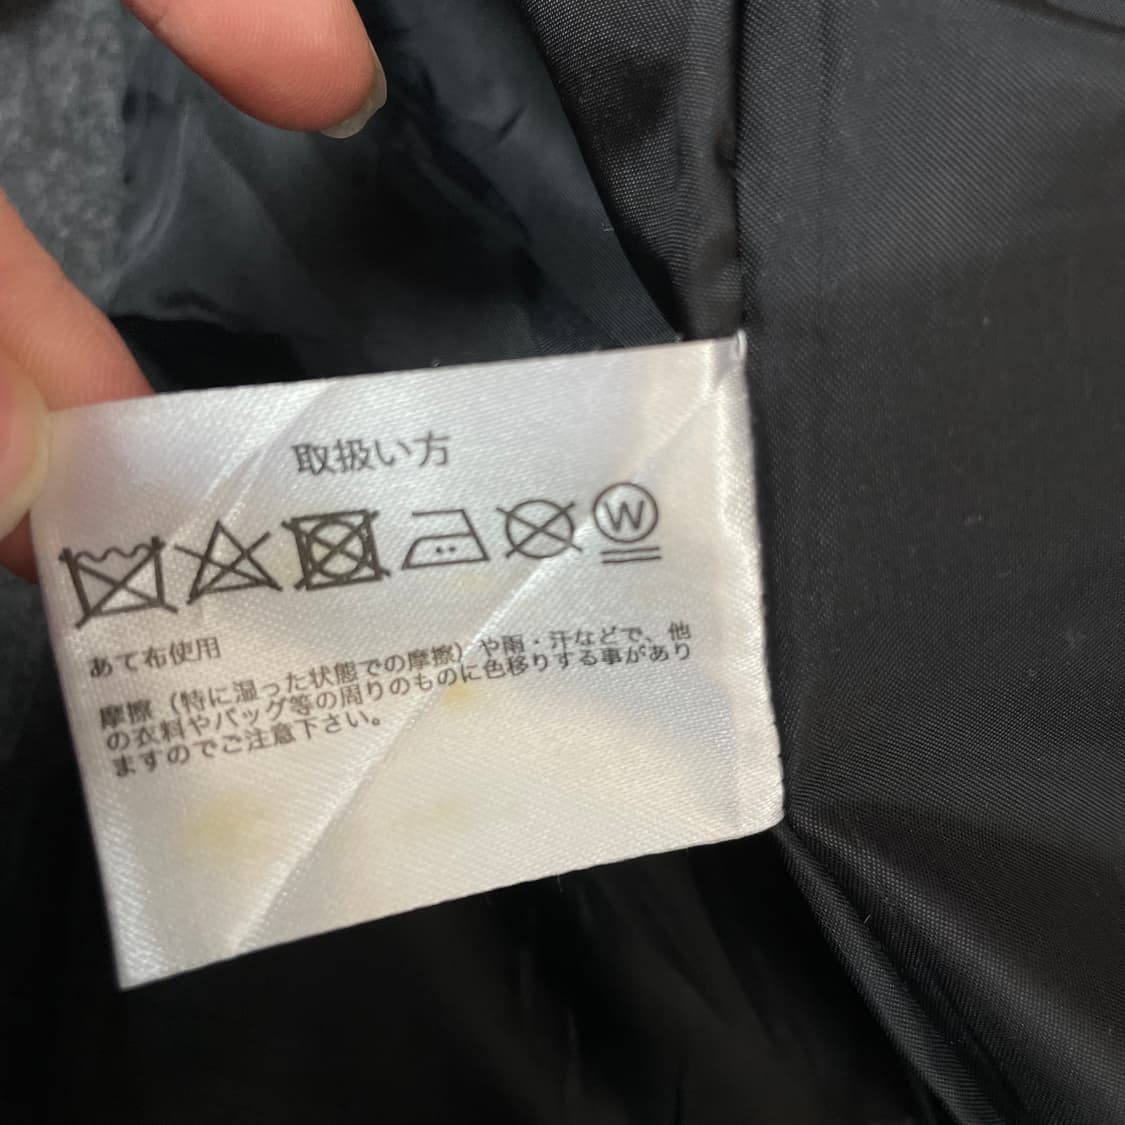 取扱い方
W
あて布使用
摩擦（特に湿った状態での摩擦）や雨・汗などで、他
の衣料やバッグ等の周りのものに色移りする事があり
ますのでご注意下さい。